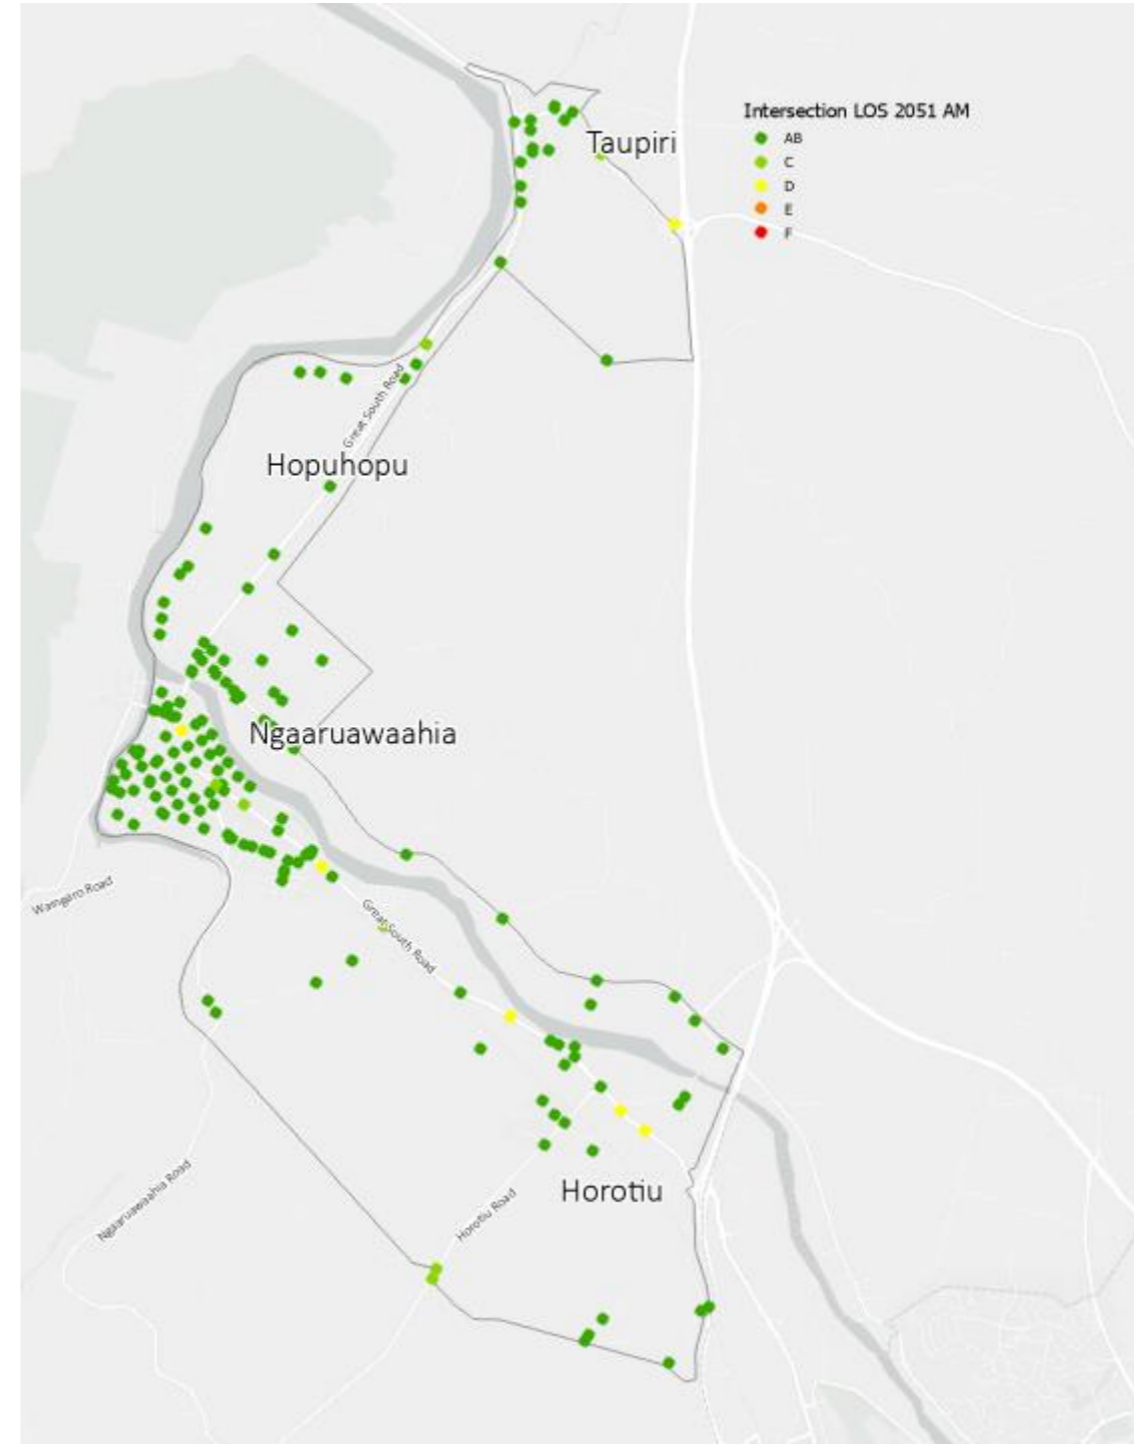 Intersection LOS 2051 AM
AB
C
D
E
F
Taupiri
Great South Road
Hopuhopu
Ngaaruawaahia
Waingaro Road
Great South Road
Ngaaruawaahia Road
Horotiu Road
Horotiu